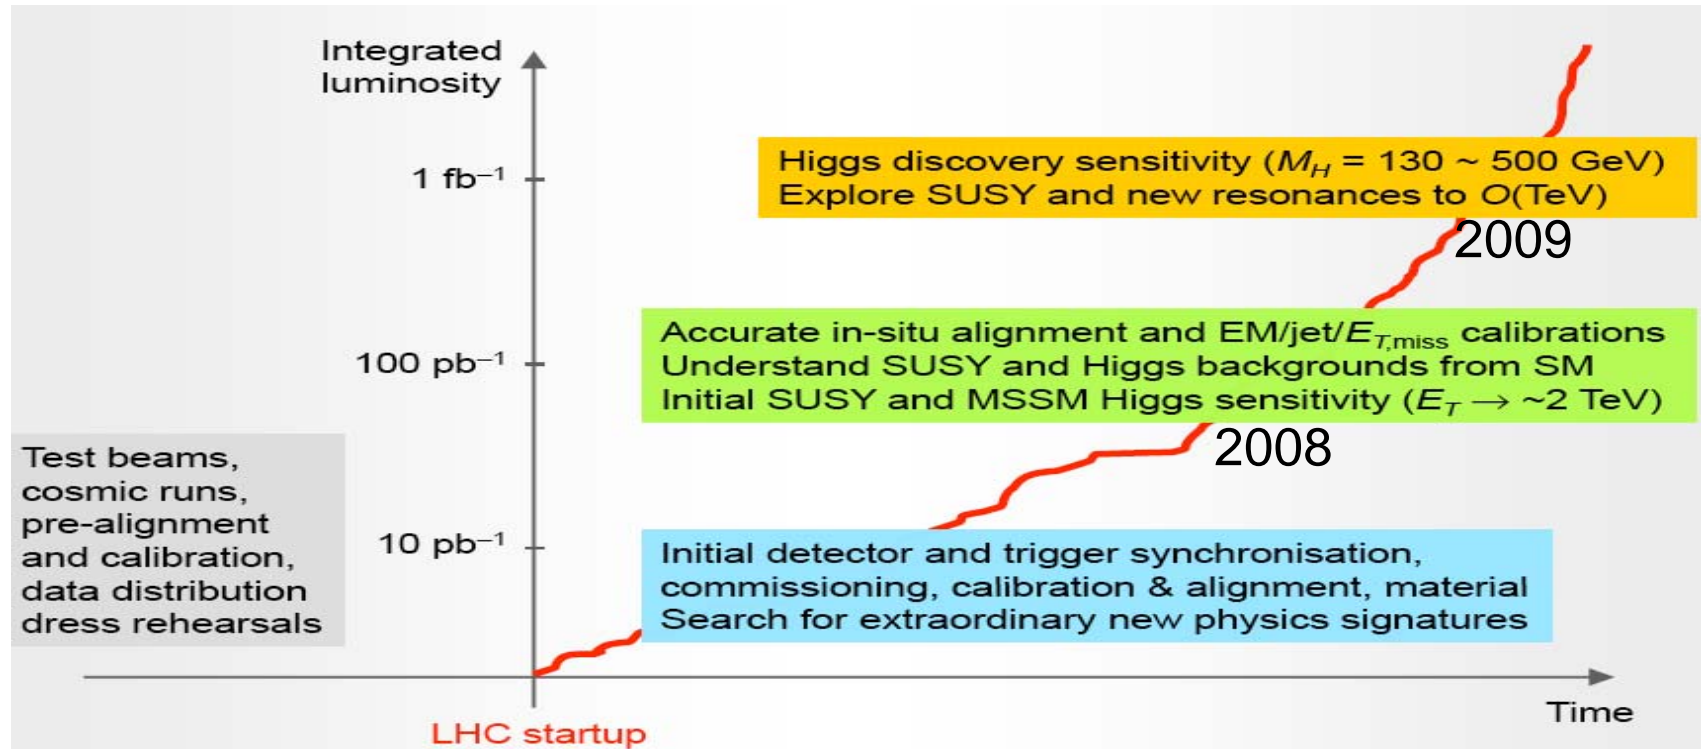 Integrated
luminosity
1 fb⁻¹
Higgs discovery sensitivity (M_H = 130 ~ 500 GeV)
Explore SUSY and new resonances to O(TeV)
2009
100 pb⁻¹
Accurate in-situ alignment and EM/jet/E_T,miss calibrations
Understand SUSY and Higgs backgrounds from SM
Initial SUSY and MSSM Higgs sensitivity (E_T → ~2 TeV)
2008
Test beams,
cosmic runs,
pre-alignment
and calibration,
data distribution
dress rehearsals
10 pb⁻¹
Initial detector and trigger synchronisation,
commissioning, calibration & alignment, material
Search for extraordinary new physics signatures
Time
LHC startup